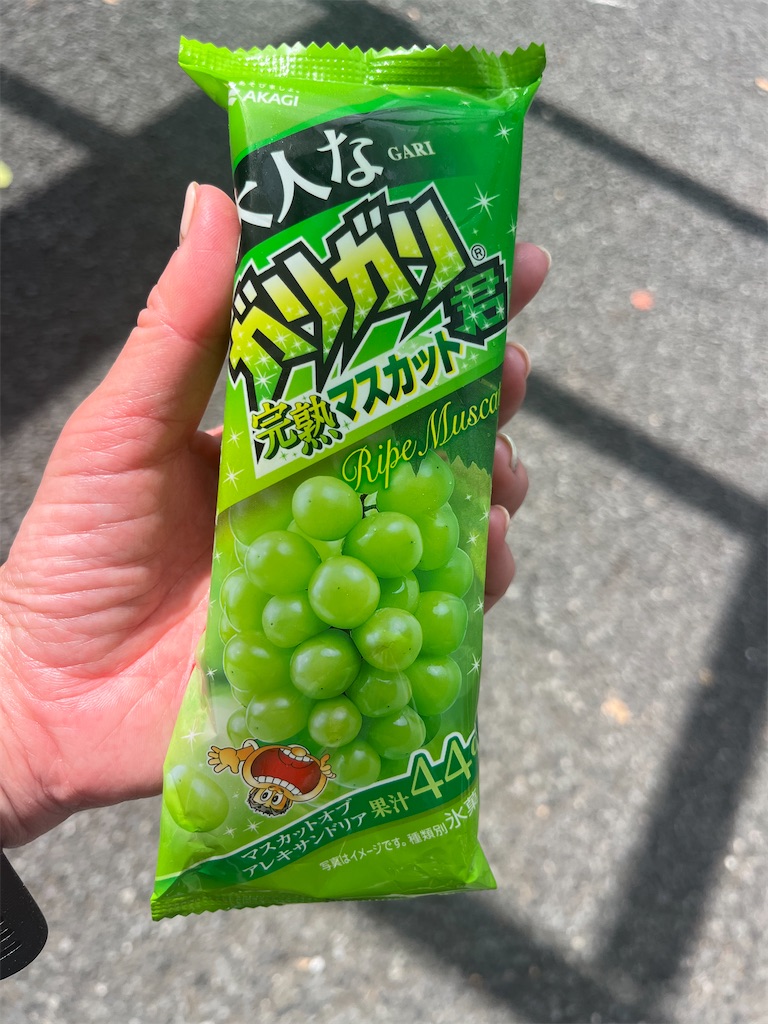 AKAGI
大人な GARI
ガリガリ君®
完熟マスカット
Ripe Musca
マスカットオブ
アレキサンドリア 果汁44
写真はイメージです。種類別 氷